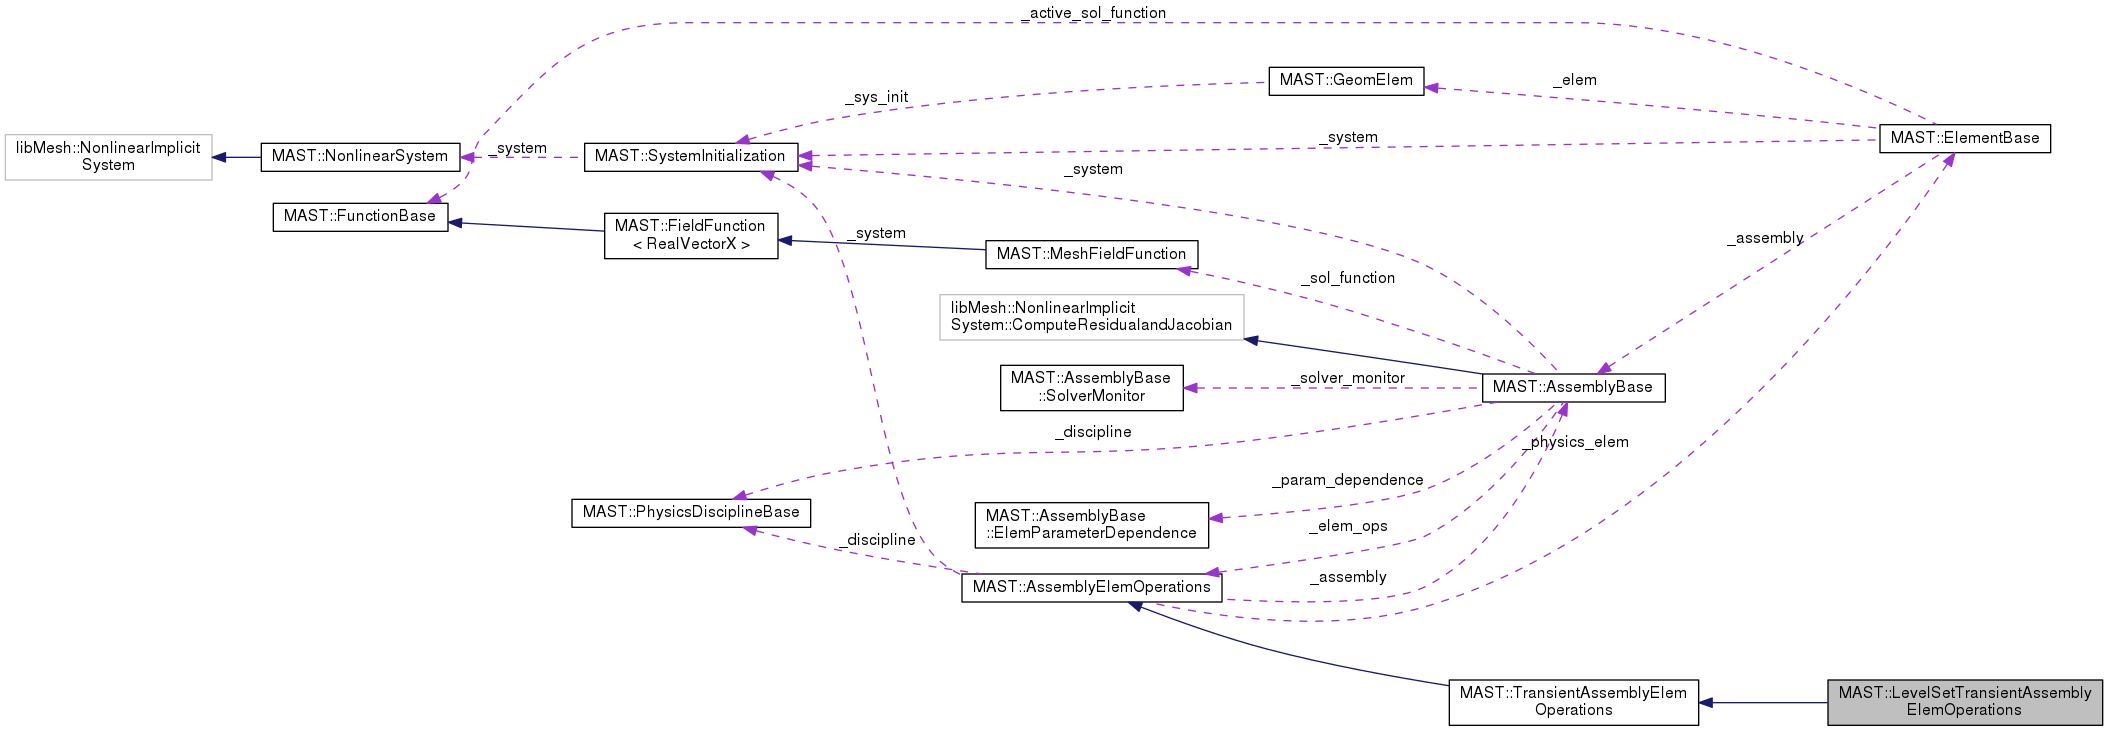 _active_sol_function
MAST::GeomElem
_elem
_sys_init
MAST::ElementBase
_system
libMesh::NonlinearImplicit
System
MAST::NonlinearSystem
_system
MAST::SystemInitialization
_system
MAST::FunctionBase
MAST::FieldFunction
< RealVectorX >
_system
MAST::MeshFieldFunction
_assembly
_sol_function
libMesh::NonlinearImplicit
System::ComputeResidualandJacobian
MAST::AssemblyBase
::SolverMonitor
_solver_monitor
MAST::AssemblyBase
_discipline
_physics_elem
_param_dependence
MAST::PhysicsDisciplineBase
MAST::AssemblyBase
::ElemParameterDependence
_elem_ops
_discipline
_assembly
MAST::AssemblyElemOperations
MAST::TransientAssemblyElem
Operations
MAST::LevelSetTransientAssembly
ElemOperations